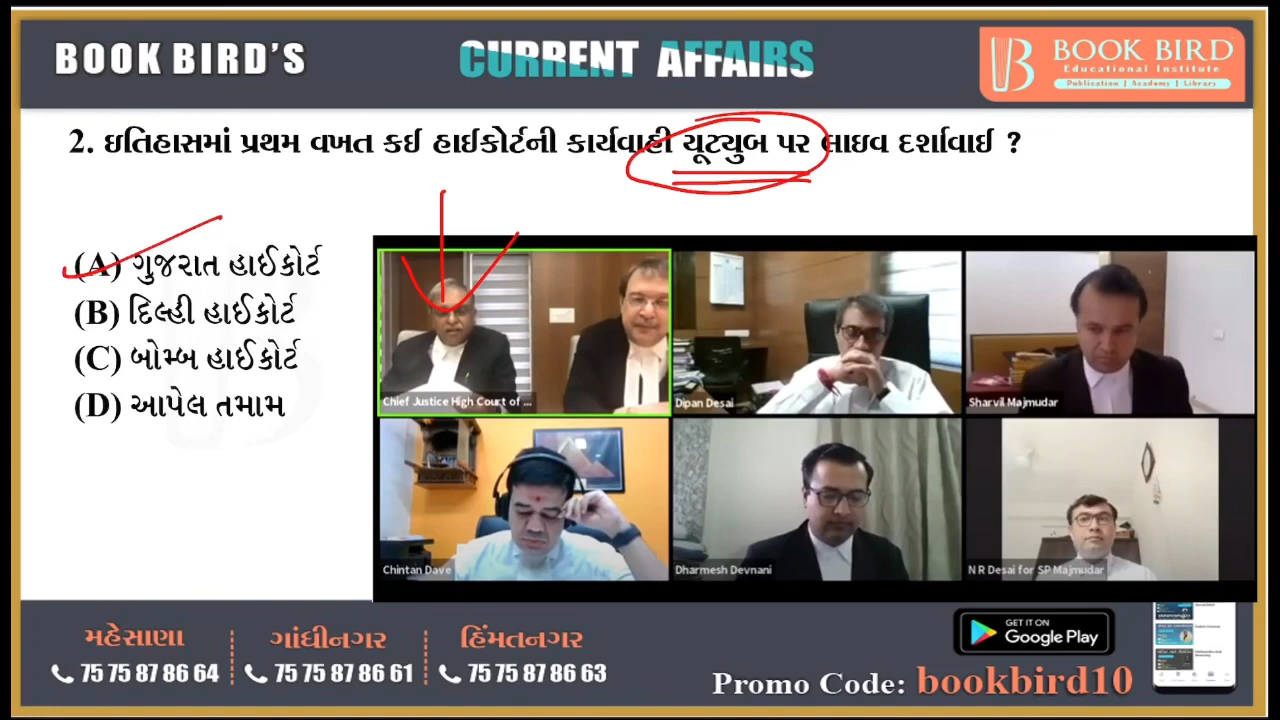 BOOK BIRD'S
CURRENT AFFAIRS
BOOK BIRD
Educational Institute
Publication | Academy | Library
2. ઇતિહાસમાં પ્રથમ વખત કઈ હાઈકોર્ટની કાર્યવાહી યૂટ્યુબ પર લાઇવ દર્શાવાઈ ?
(A) ગુજરાત હાઈકોર્ટ
(B) દિલ્હી હાઈકોર્ટ
(C) બોમ્બ હાઈકોર્ટ
(D) આપેલ તમામ
Chief Justice High Court of ...
Dipan Desai
Sharvil Majmudar
Chintan Dave
Dharmesh Devnani
N R Desai for SP Majmudar
મહેસાણા
75 75 87 86 64
ગાંધીનગર
75 75 87 86 61
હિંમતનગર
75 75 87 86 63
GET IT ON
Google Play
Promo Code: bookbird10